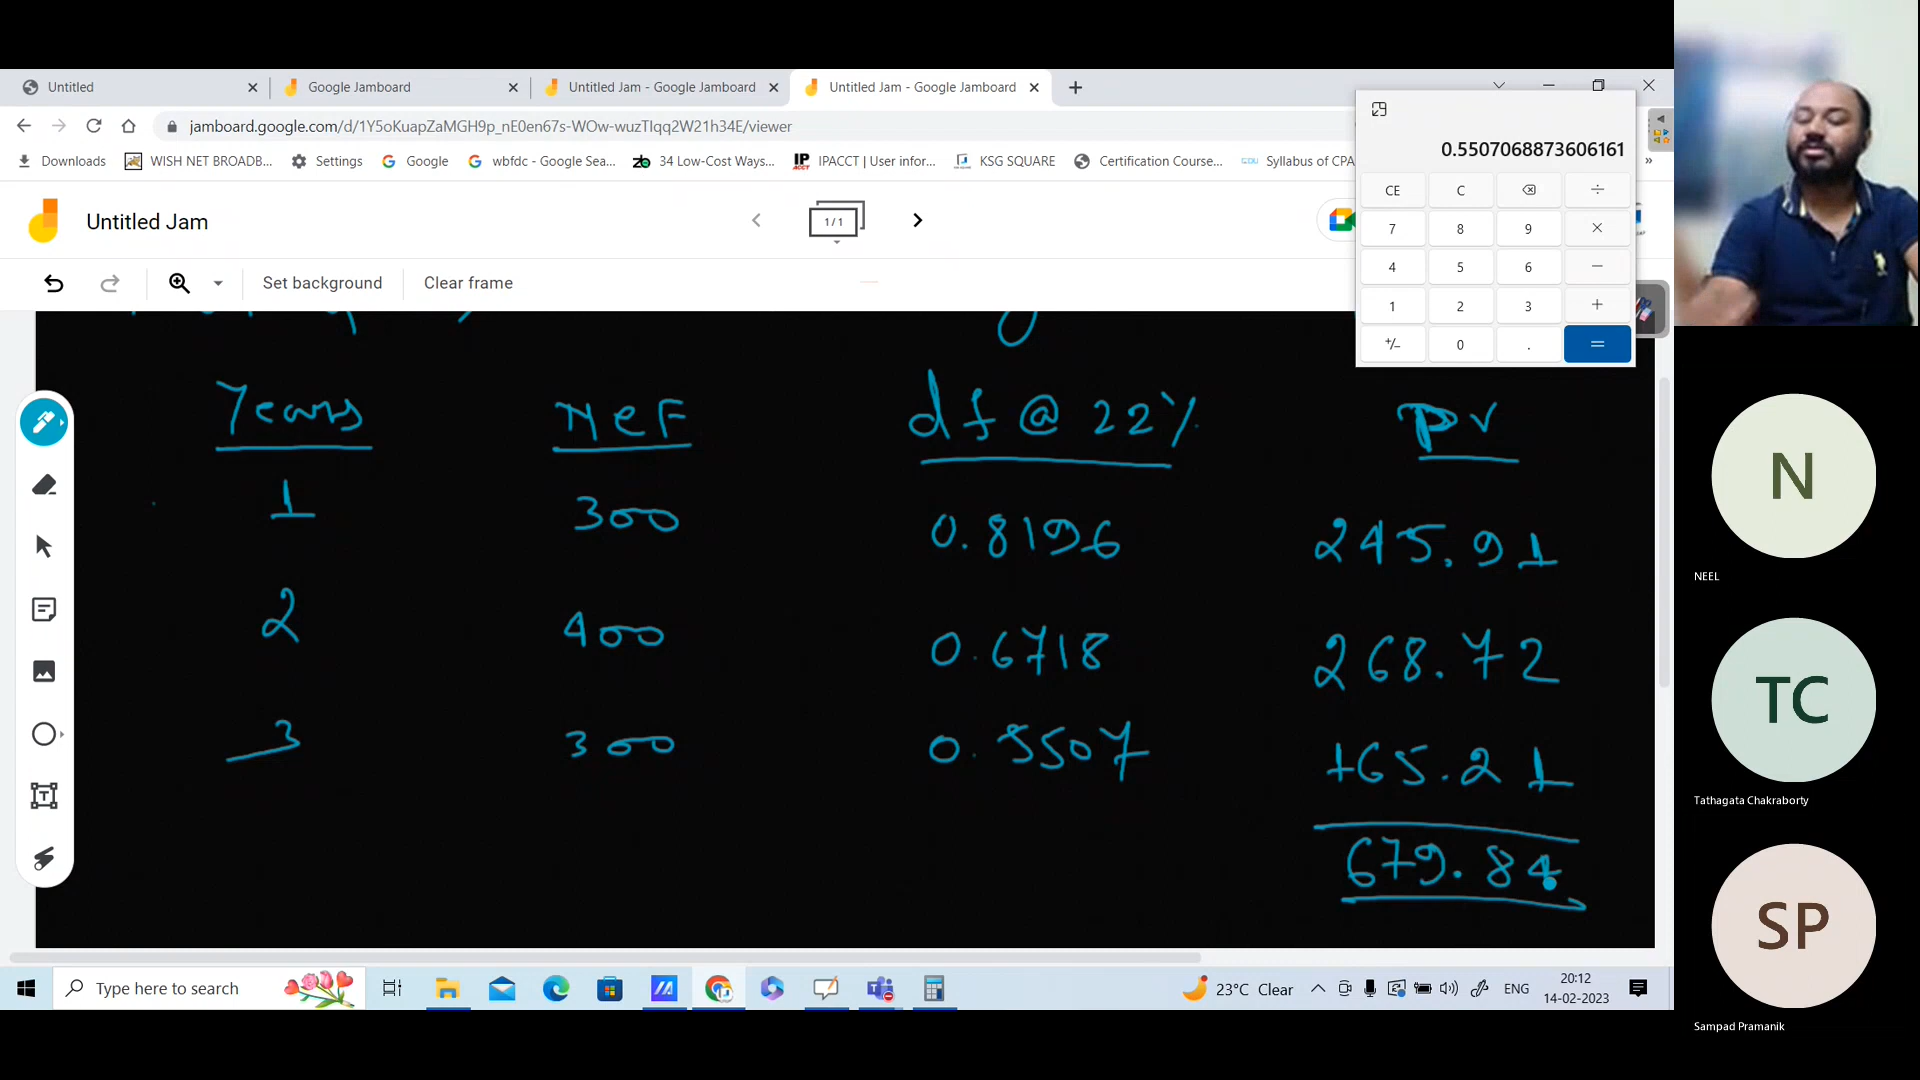 Untitled
Google Jamboard
Untitled Jam - Google Jamboard
Untitled Jam - Google Jamboard
jamboard.google.com/d/1Y5oKuapZaMGH9p_nE0en67s-WOw-wuzTIqq2W21h34E/viewer
Downloads
WISH NET BROADB...
Settings
Google
wbfdc - Google Sea...
34 Low-Cost Ways...
IPACCT | User infor...
KSG SQUARE
Certification Course...
Syllabus of CPA
»
0.5507068873606161
CE C ÷
7 8 9 ×
4 5 6 −
1 2 3 +
+/− 0 . =
Untitled Jam
1/1
Set background
Clear frame
Years NCF df @ 22% PV
1 300 0.8196 245.91
2 400 0.6718 268.72
3 300 0.5507 165.21
679.84
N
NEEL
TC
Tathagata Chakraborty
SP
Sampad Pramanik
Type here to search
23°C Clear
ENG
20:12
14-02-2023